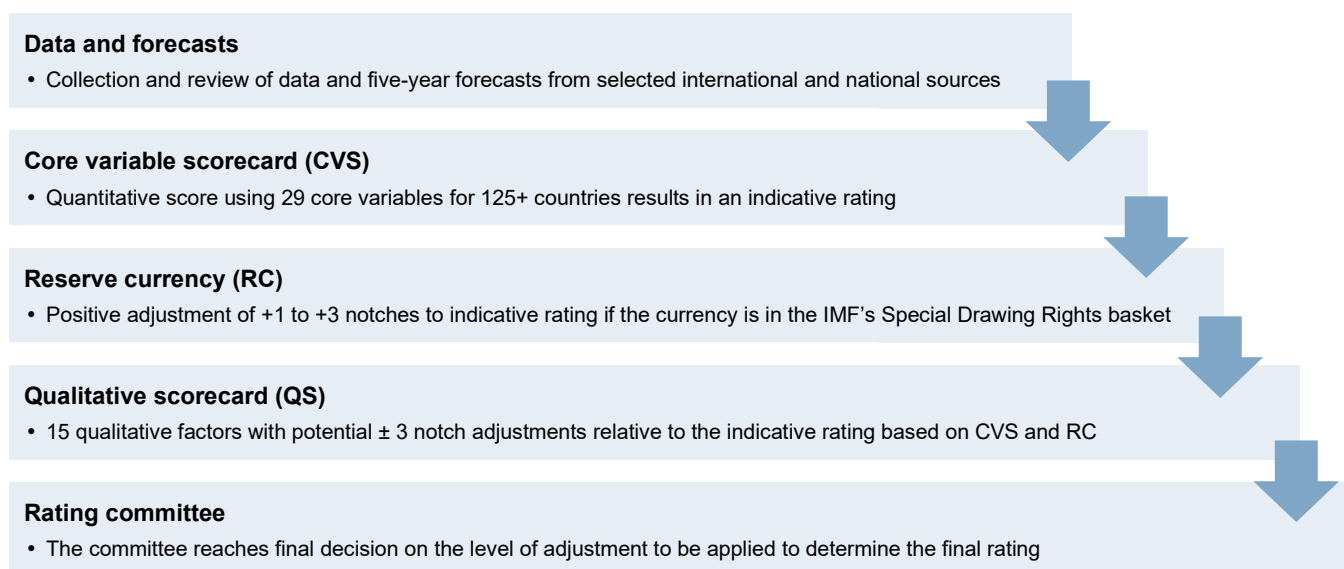 Data and forecasts
• Collection and review of data and five-year forecasts from selected international and national sources
Core variable scorecard (CVS)
• Quantitative score using 29 core variables for 125+ countries results in an indicative rating
Reserve currency (RC)
• Positive adjustment of +1 to +3 notches to indicative rating if the currency is in the IMF’s Special Drawing Rights basket
Qualitative scorecard (QS)
• 15 qualitative factors with potential ± 3 notch adjustments relative to the indicative rating based on CVS and RC
Rating committee
• The committee reaches final decision on the level of adjustment to be applied to determine the final rating